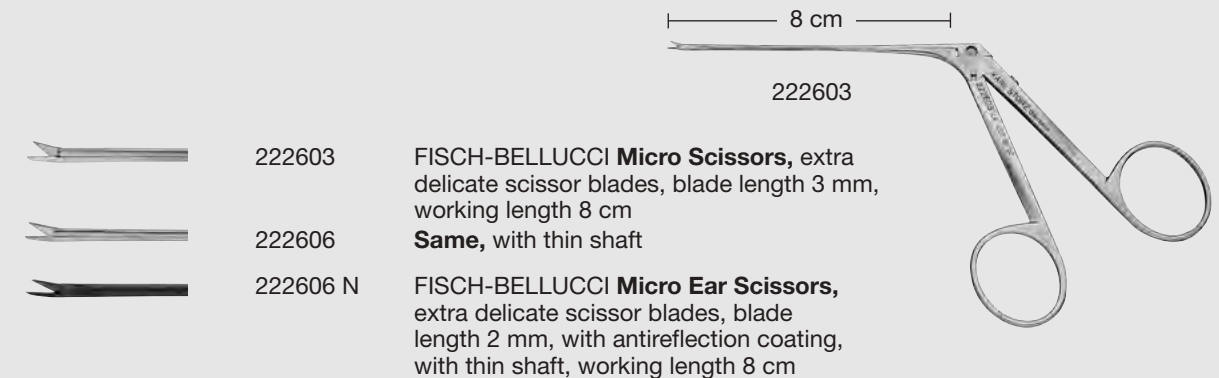 8 cm
222603
KARL STORZ
222603 FISCH-BELLUCCI Micro Scissors, extra
delicate scissor blades, blade length 3 mm,
working length 8 cm
222606 Same, with thin shaft
222606 N FISCH-BELLUCCI Micro Ear Scissors,
extra delicate scissor blades, blade
length 2 mm, with antireflection coating,
with thin shaft, working length 8 cm